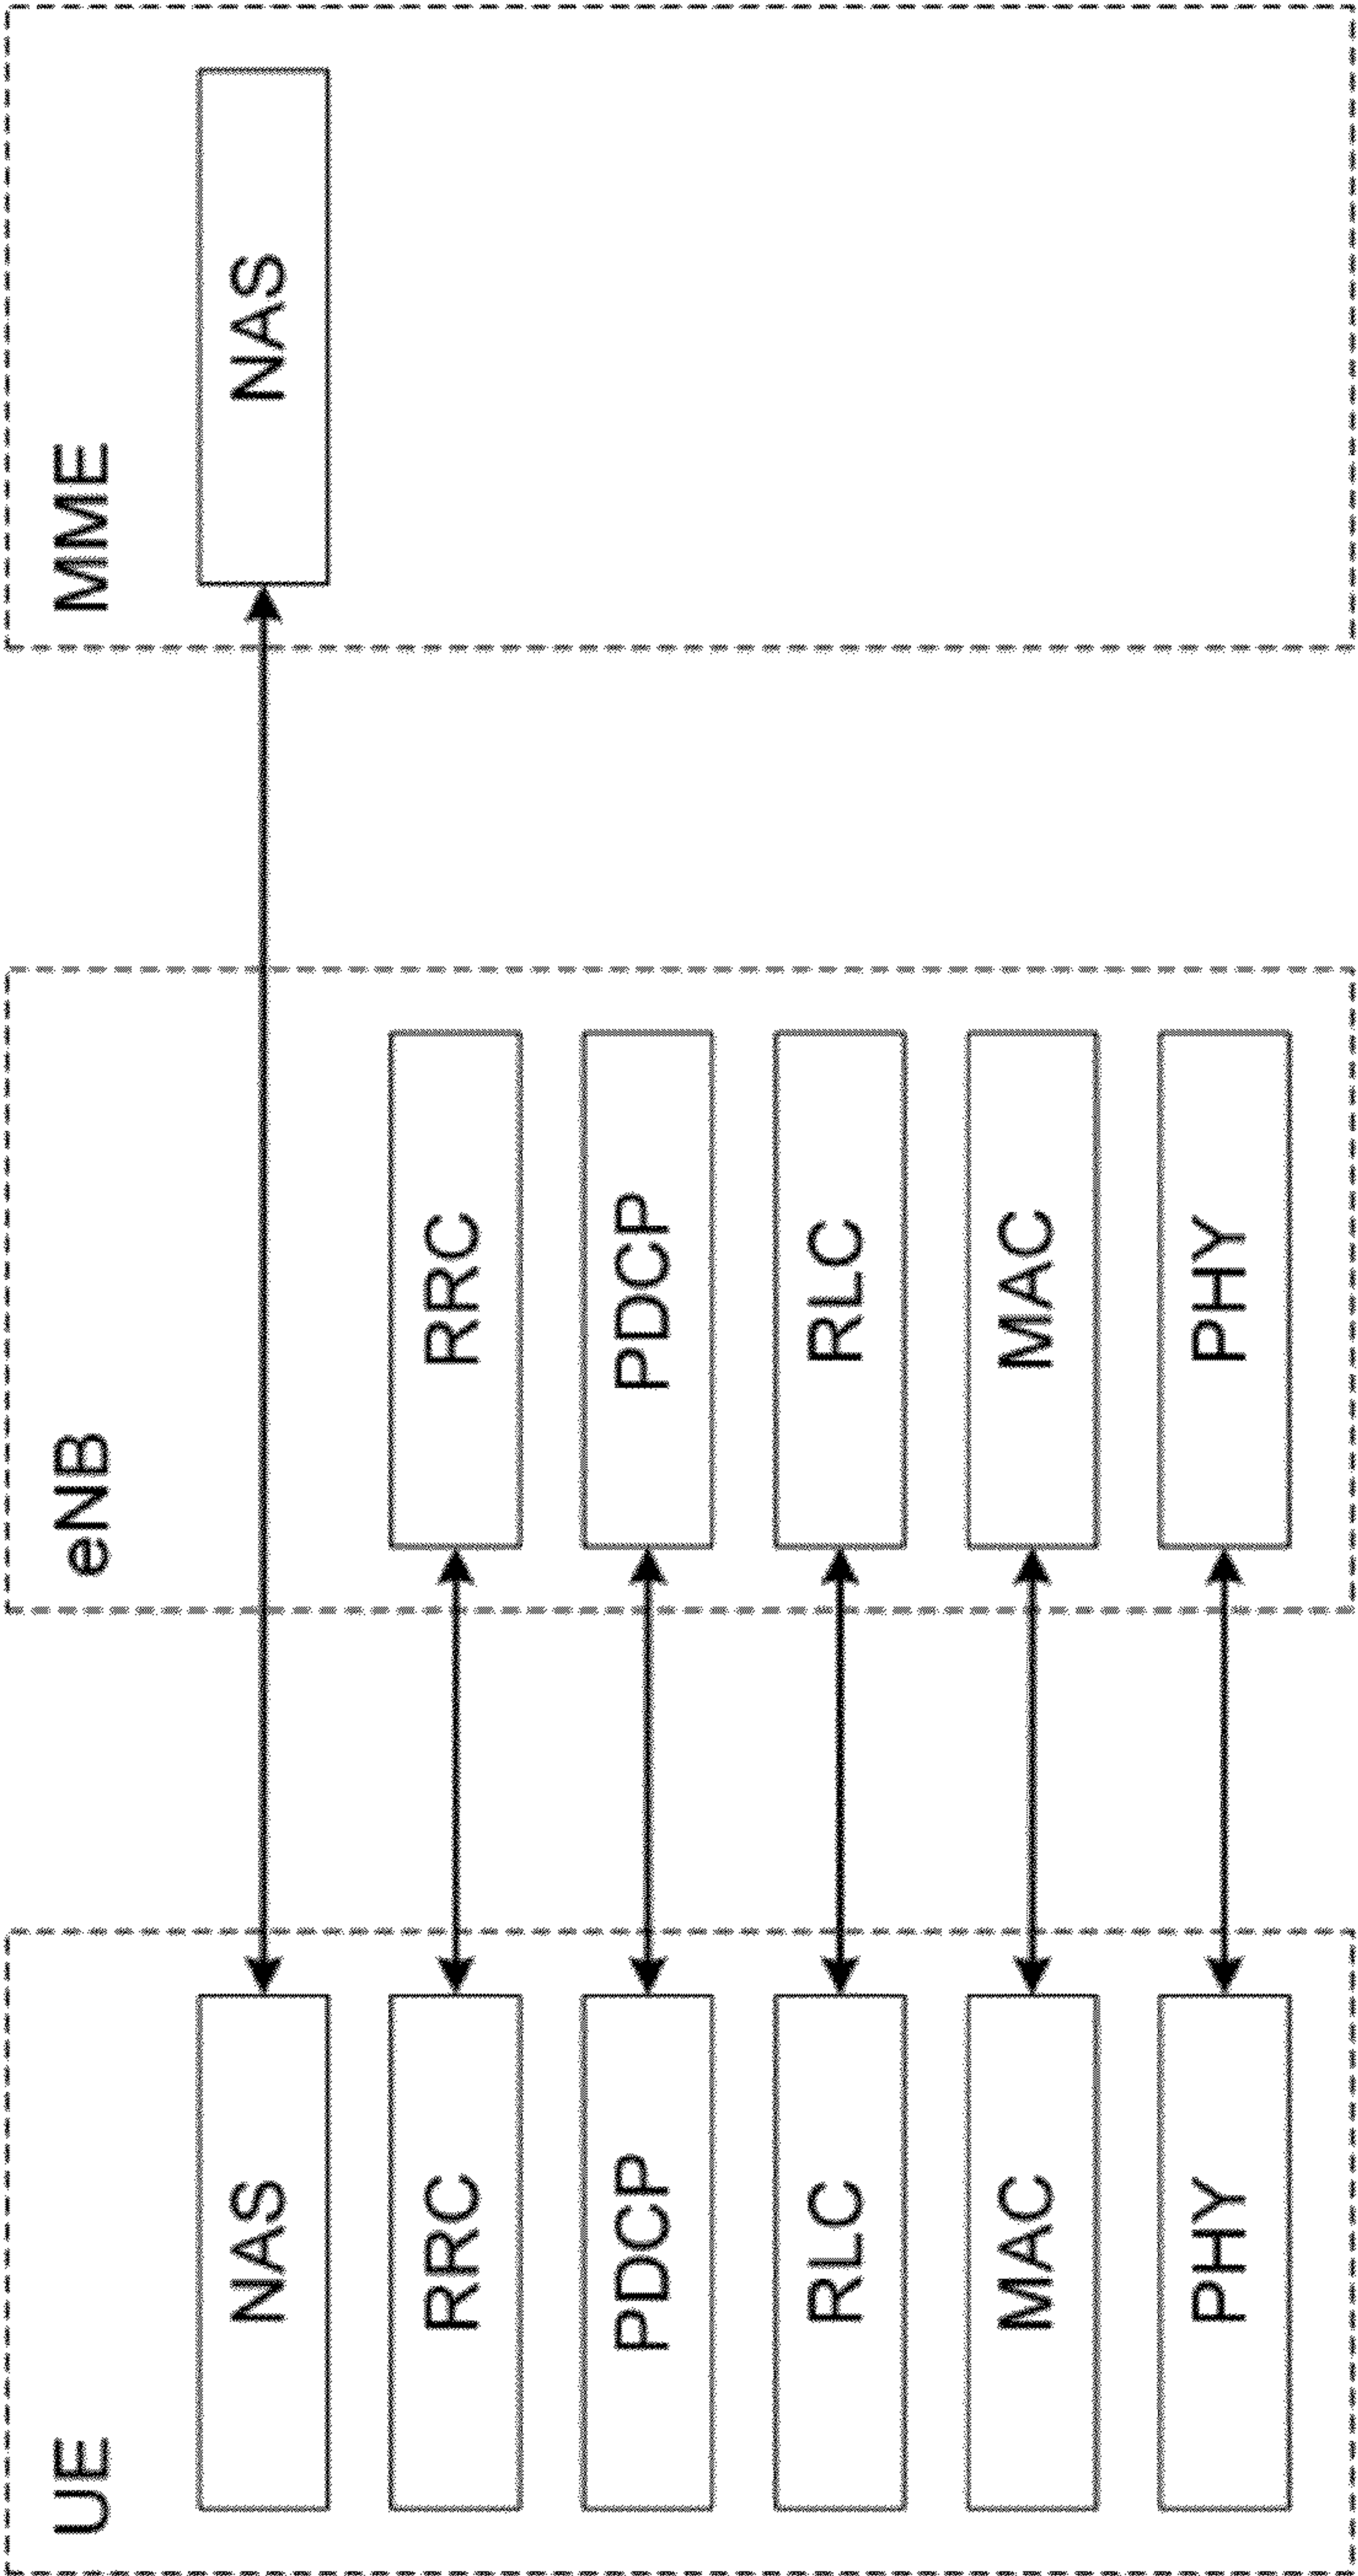 UE
NAS
RRC
PDCP
RLC
MAC
PHY
eNB
RRC
PDCP
RLC
MAC
PHY
MME
NAS